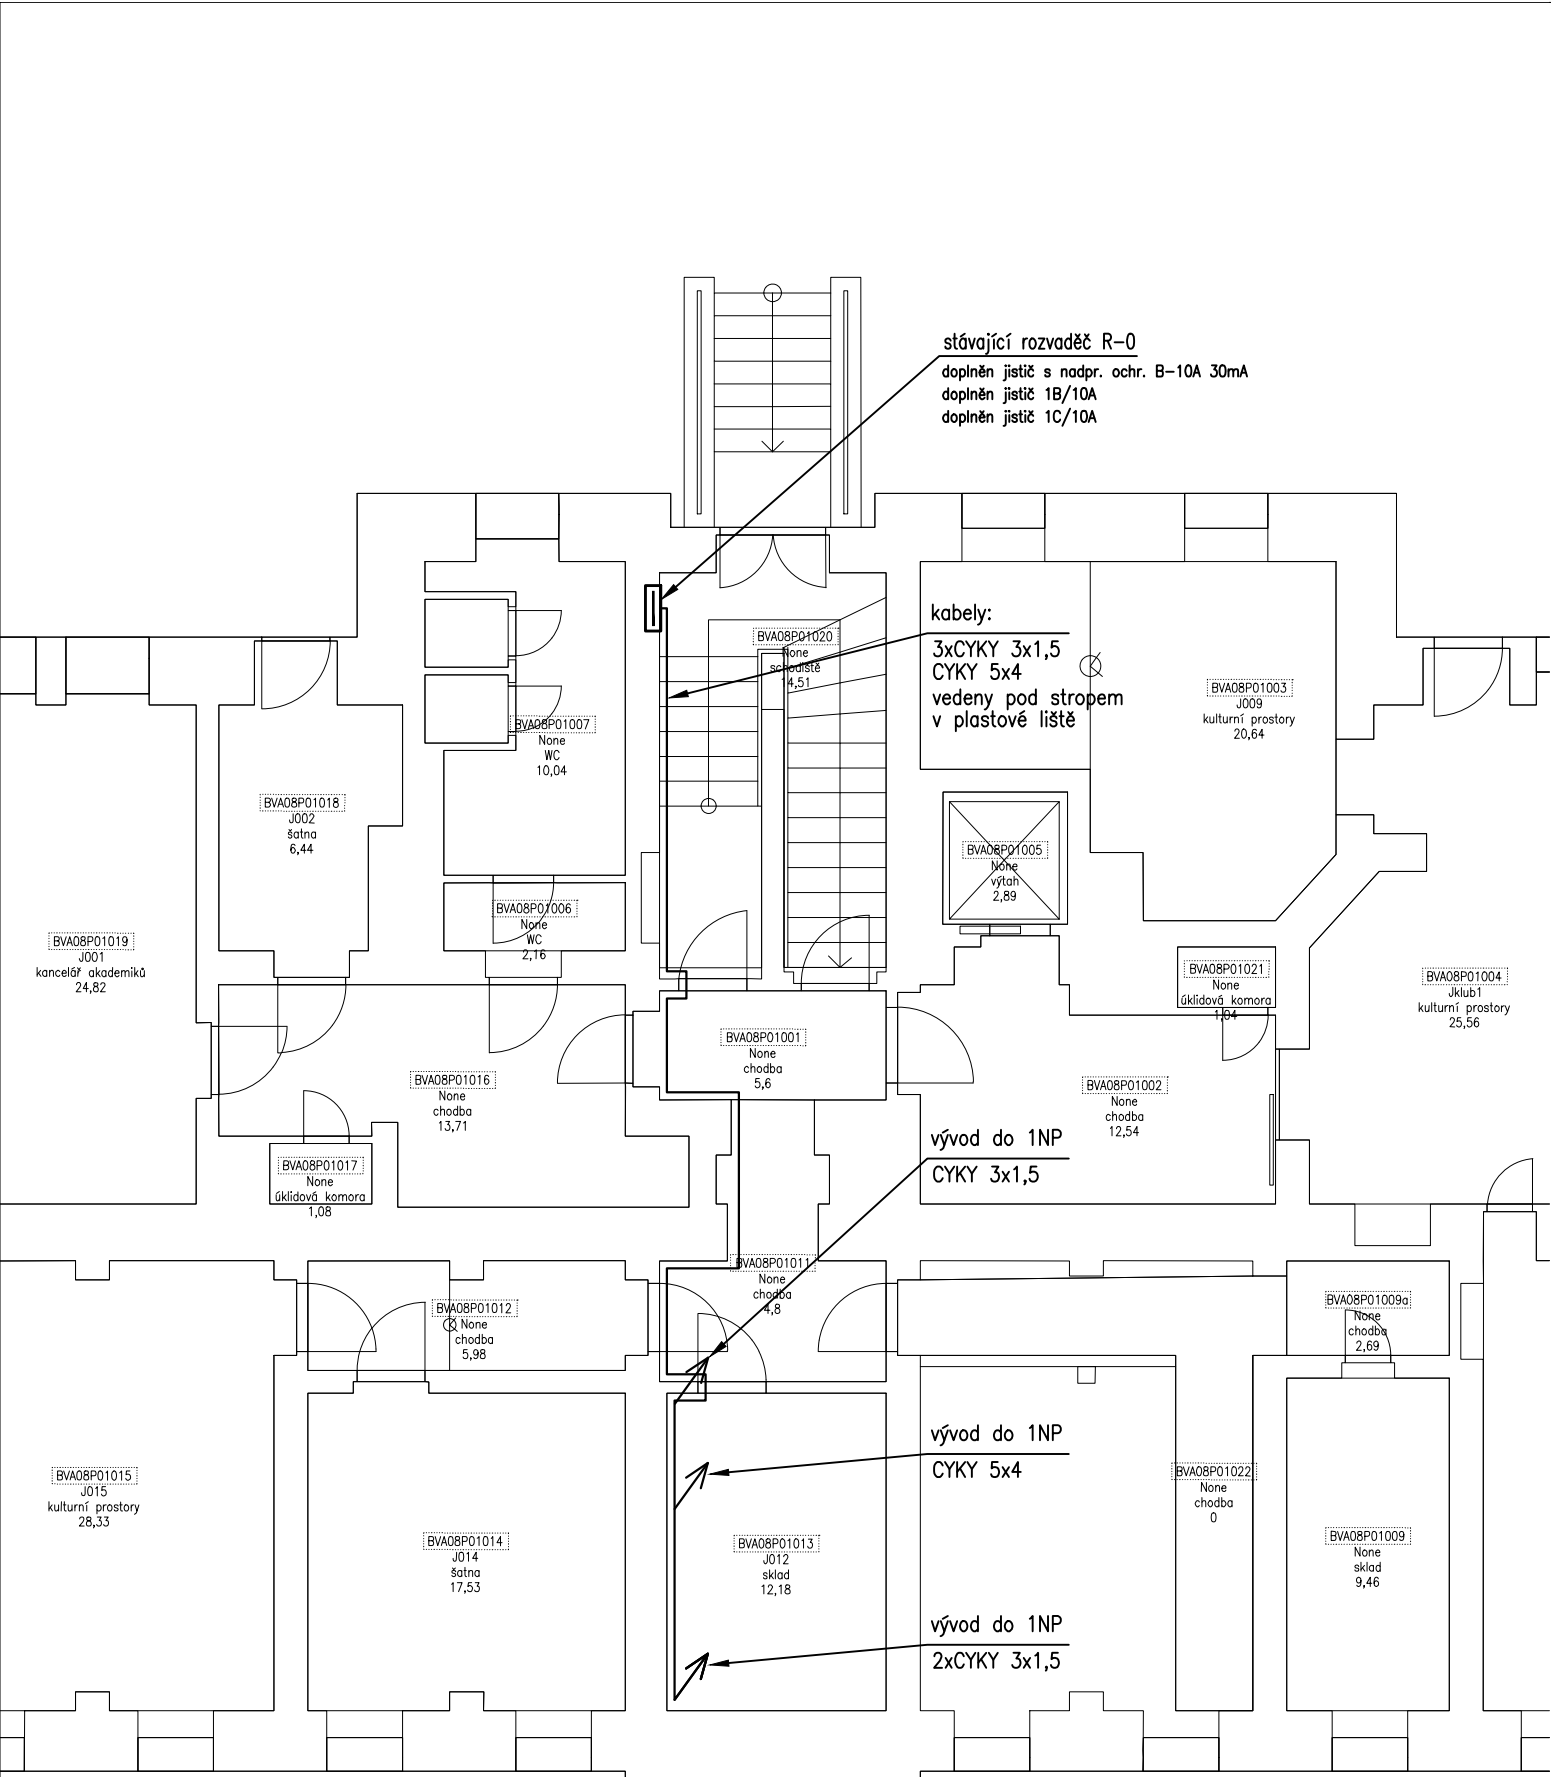 stávající rozvaděč R-0
doplněn jistič s nadpr. ochr. B-10A 30mA
doplněn jistič 1B/10A
doplněn jistič 1C/10A
kabely:
3xCYKY 3x1,5
CYKY 5x4
vedeny pod stropem
v plastové liště
BVA08P01020
None
schodiště
14,51
BVA08P01003
J009
kulturní prostory
20,64
BVA08P01007
None
WC
10,04
BVA08P01018
J002
šatna
6,44
BVA08P01005
None
výtah
2,89
BVA08P01006
None
WC
2,16
BVA08P01019
J001
kancelář akademiků
24,82
BVA08P01021
None
úklidová komora
1,04
BVA08P01004
Jklub1
kulturní prostory
25,56
BVA08P01001
None
chodba
5,6
BVA08P01016
None
chodba
13,71
BVA08P01002
None
chodba
12,54
vývod do 1NP
CYKY 3x1,5
BVA08P01017
None
úklidová komora
1,08
BVA08P01011
None
chodba
4,8
BVA08P01012
None
chodba
5,98
BVA08P01009a
None
chodba
2,69
vývod do 1NP
CYKY 5x4
BVA08P01015
J015
kulturní prostory
28,33
BVA08P01022
None
chodba
0
BVA08P01014
J014
šatna
17,53
BVA08P01013
J012
sklad
12,18
BVA08P01009
None
sklad
9,46
vývod do 1NP
2xCYKY 3x1,5